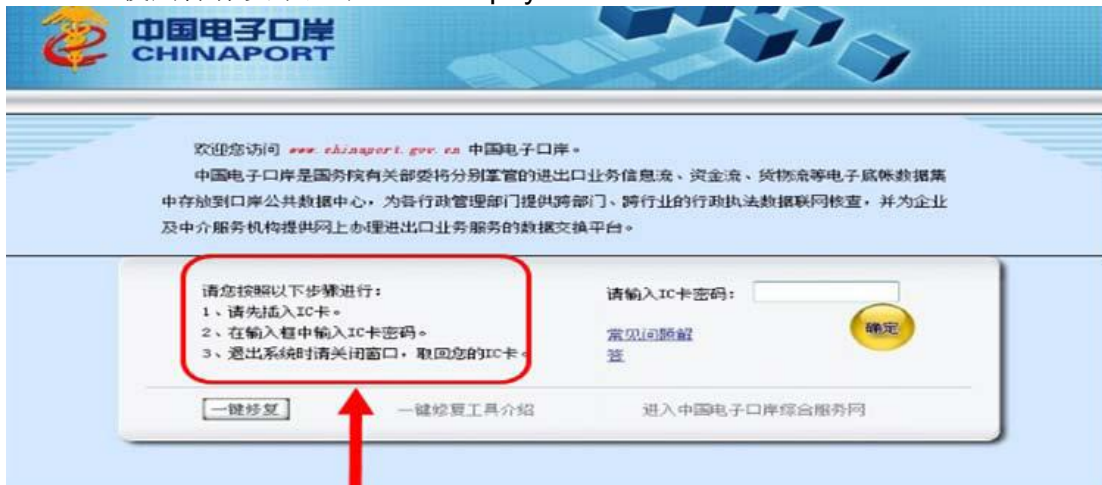 中国电子口岸
CHINAPORT
欢迎您访问 www.chinaport.gov.cn 中国电子口岸。
中国电子口岸是国务院有关部委将分别掌管的进出口业务信息流、资金流、货物流等电子底帐数据集
中存放到口岸公共数据中心，为各行政管理部门提供跨部门、跨行业的行政执法数据联网核查，并为企业
及中介服务机构提供网上办理进出口业务服务的数据交换平台。
请您按照以下步骤进行：
1、请先插入IC卡。
2、在输入框中输入IC卡密码。
3、退出系统时请关闭窗口，取回您的IC卡。
请输入IC卡密码：
确定
常见问题解
答
一键修复
一键修复工具介绍
进入中国电子口岸综合服务网